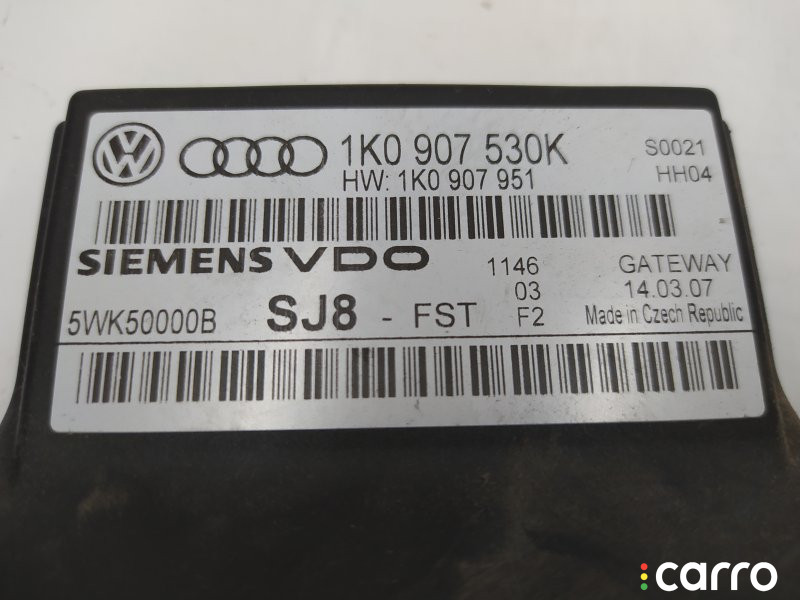 1K0 907 530K S0021
HW: 1K0 907 951 HH04
SIEMENS VDO 1146 GATEWAY
03 14.03.07
5WK50000B SJ8 - FST F2 Made in Czech Republic
carro